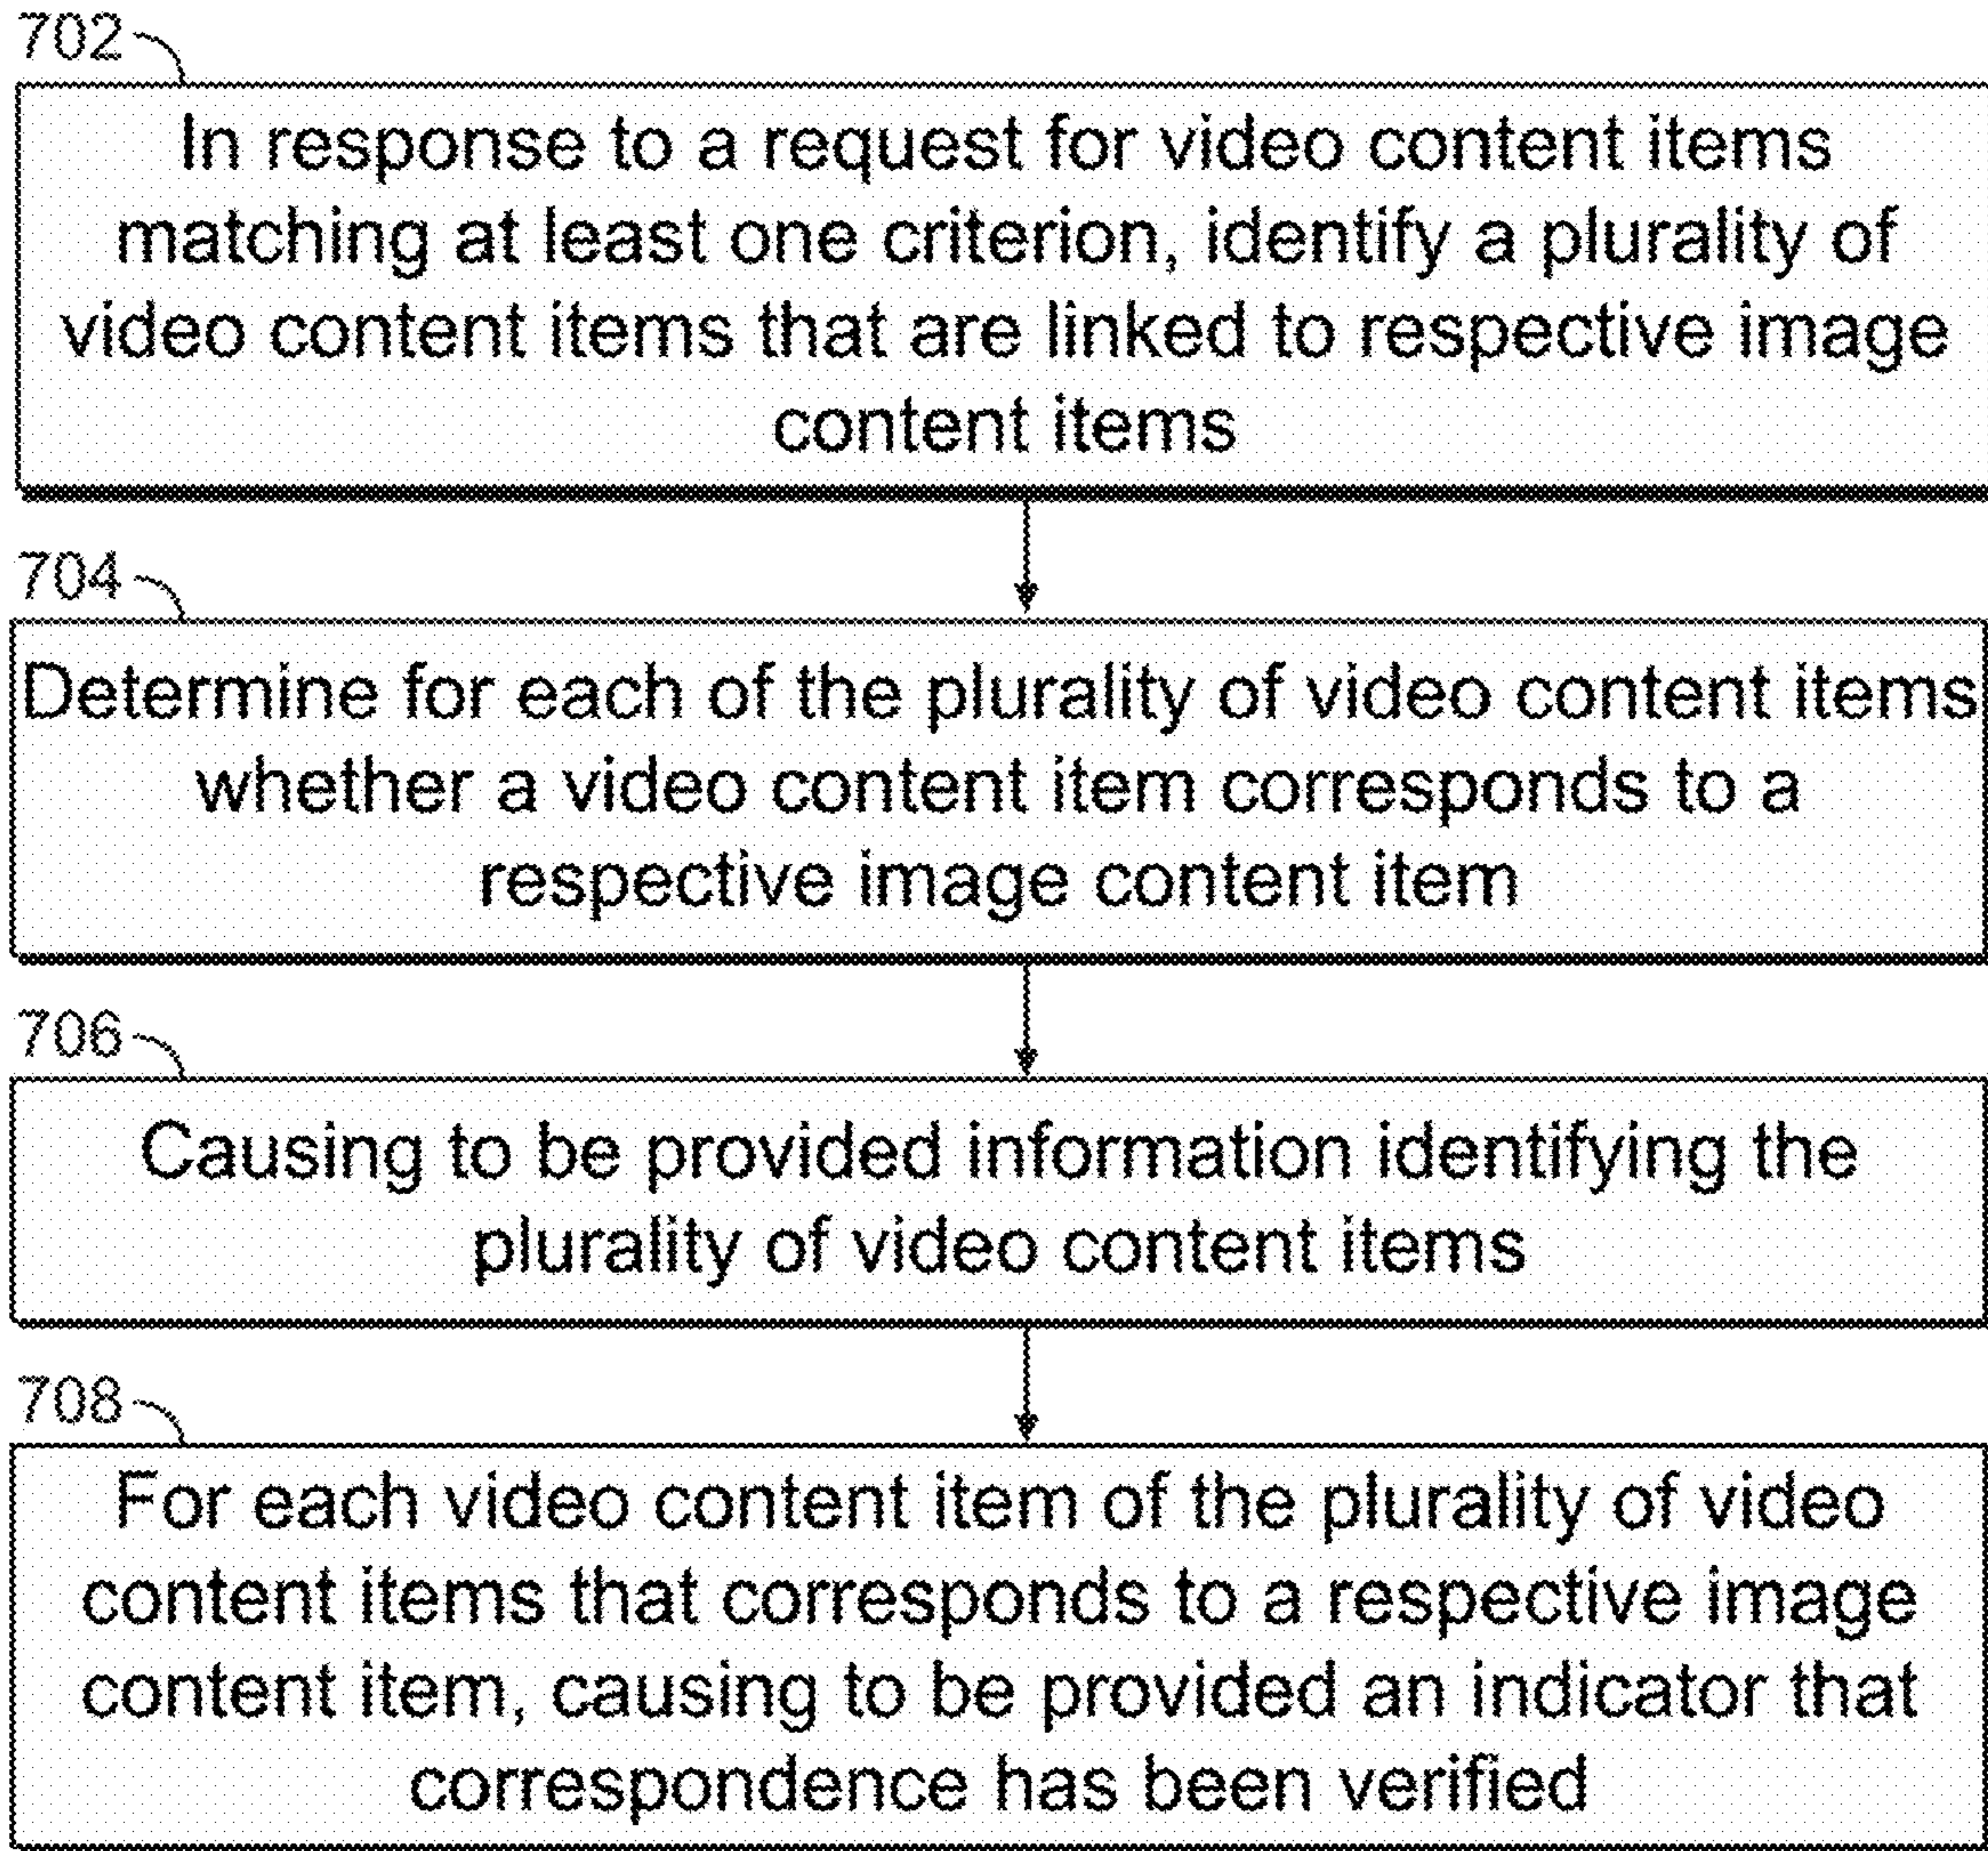 702
In response to a request for video content items
matching at least one criterion, identify a plurality of
video content items that are linked to respective image
content items
704
Determine for each of the plurality of video content items
whether a video content item corresponds to a
respective image content item
706
Causing to be provided information identifying the
plurality of video content items
708
For each video content item of the plurality of video
content items that corresponds to a respective image
content item, causing to be provided an indicator that
correspondence has been verified